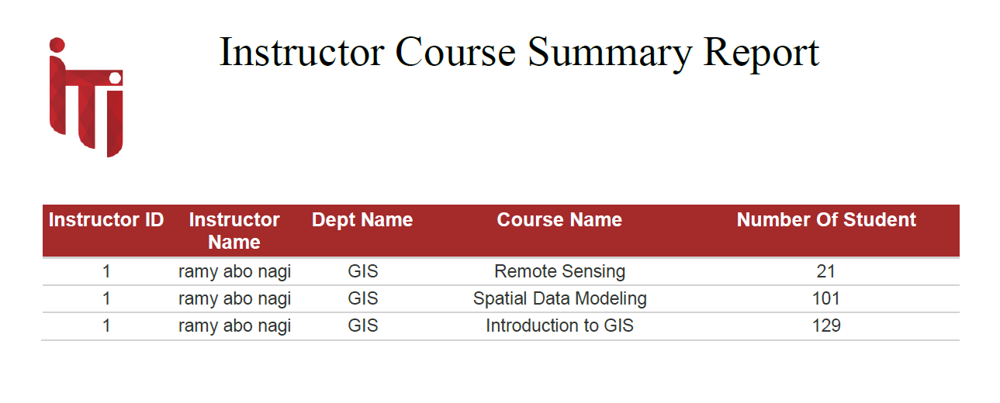 iTi
Instructor Course Summary Report
Instructor ID Instructor Name Dept Name Course Name Number Of Student
1 ramy abo nagi GIS Remote Sensing 21
1 ramy abo nagi GIS Spatial Data Modeling 101
1 ramy abo nagi GIS Introduction to GIS 129